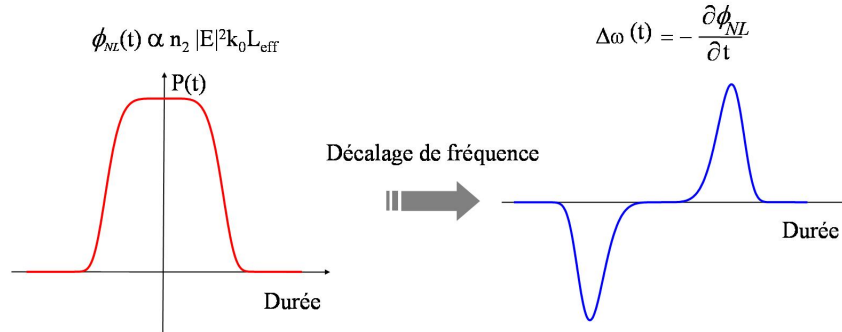 ϕNL(t) ∝ n₂ |E|²k₀Leff
P(t)
Durée
Décalage de fréquence
Δω (t) = − ∂ϕNL / ∂t
Durée